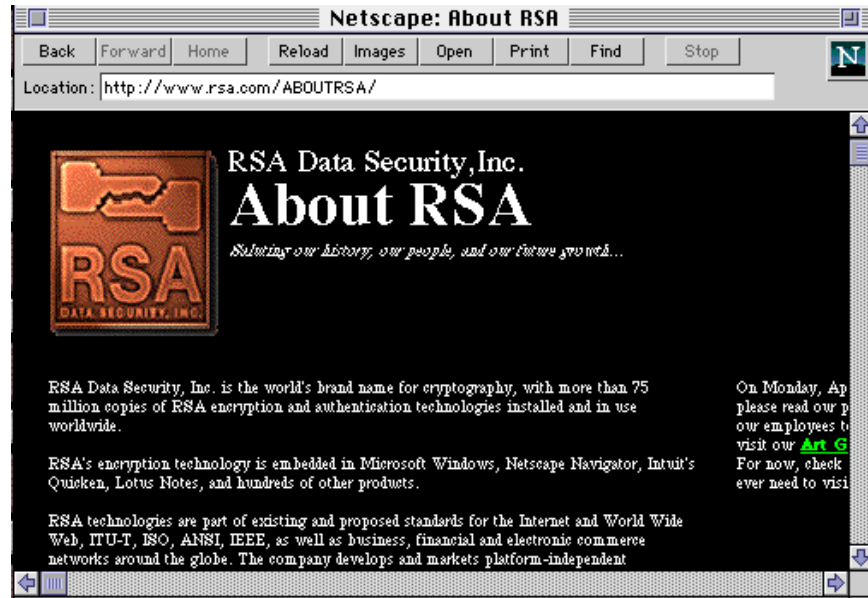 Netscape: About RSA
Back Forward Home Reload Images Open Print Find Stop
N
Location: http://www.rsa.com/ABOUTRSA/
RSA
DATA SECURITY, INC.
RSA Data Security,Inc.
About RSA
Saluting our history, our people, and our future growth...
RSA Data Security, Inc. is the world's brand name for cryptography, with more than 75
million copies of RSA encryption and authentication technologies installed and in use
worldwide.
RSA's encryption technology is embedded in Microsoft Windows, Netscape Navigator, Intuit's
Quicken, Lotus Notes, and hundreds of other products.
RSA technologies are part of existing and proposed standards for the Internet and World Wide
Web, ITU-T, ISO, ANSI, IEEE, as well as business, financial and electronic commerce
networks around the globe. The company develops and markets platform-independent
On Monday, Ap
please read our p
our employees t
visit our Art G
For now, check
ever need to visi